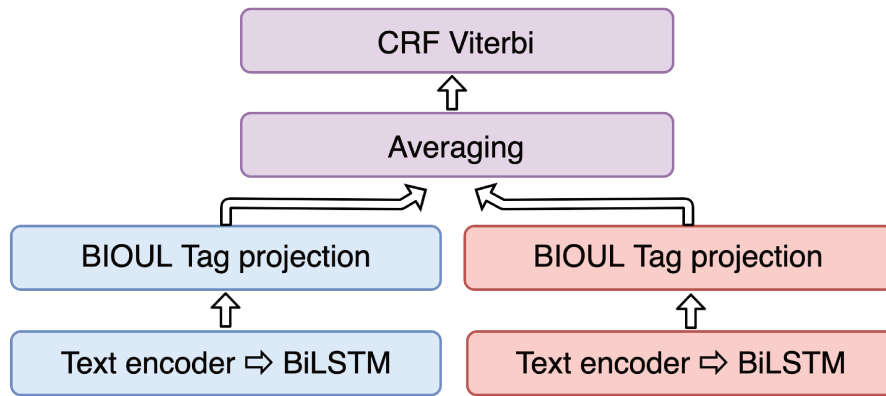 CRF Viterbi
Averaging
BIOUL Tag projection
BIOUL Tag projection
Text encoder ⇨ BiLSTM
Text encoder ⇨ BiLSTM